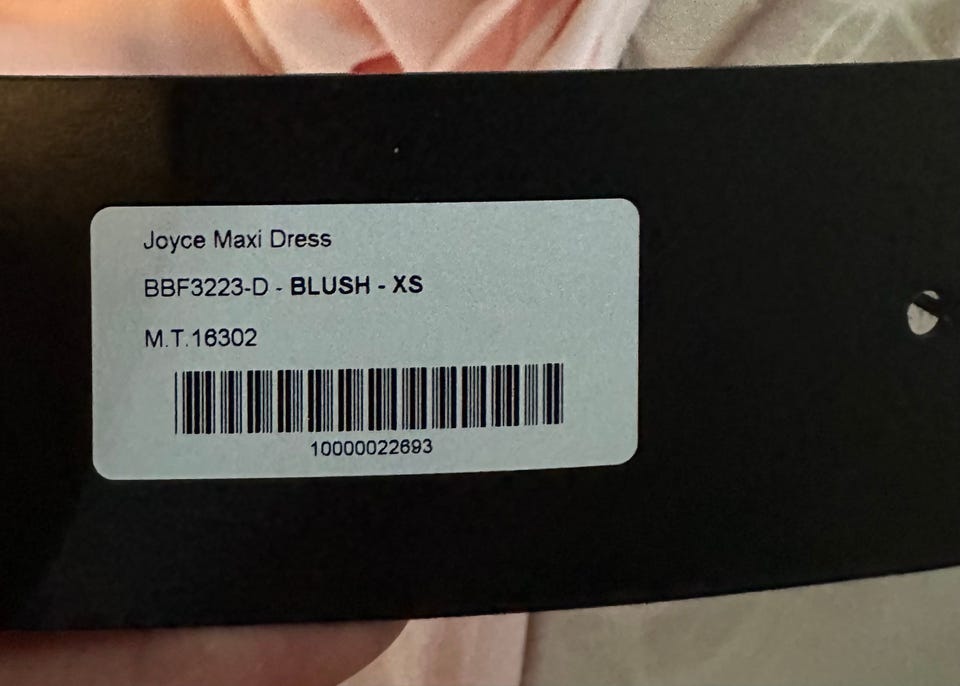 Joyce Maxi Dress
BBF3223-D - BLUSH - XS
M.T.16302
10000022693